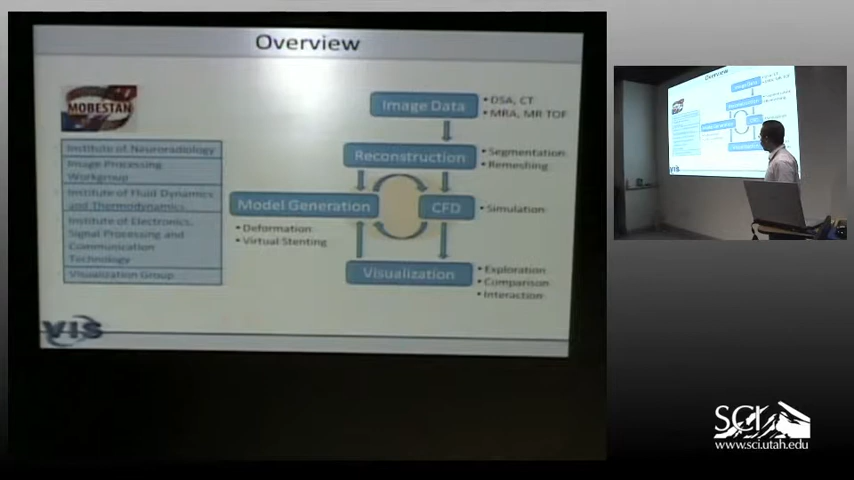 Overview
MOBESTAN
Institute of Neuroradiology
Image Processing
Workgroup
Institute of Fluid Dynamics
and Thermodynamics
Institute of Electronics,
Signal Processing and
Communication
Technology
Visualization Group
Image Data
• DSA, CT
• MRA, MR TOF
Reconstruction
• Segmentation
• Remeshing
Model Generation
• Deformation
• Virtual Stenting
CFD
• Simulation
Visualization
• Exploration
• Comparison
• Interaction
VIS
SCI
www.sci.utah.edu